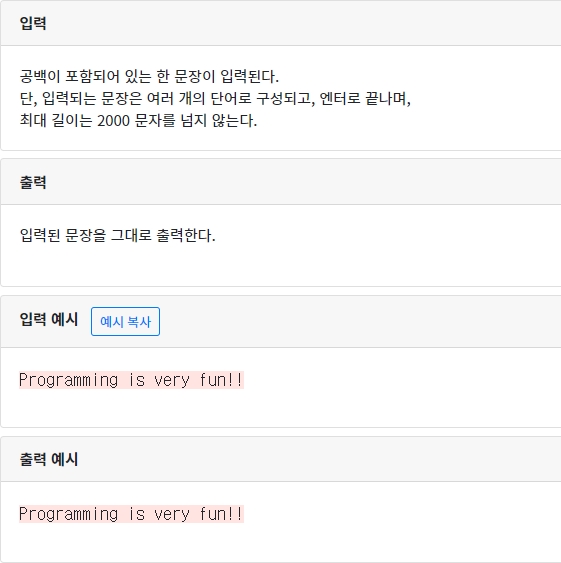 입력
공백이 포함되어 있는 한 문장이 입력된다.
단, 입력되는 문장은 여러 개의 단어로 구성되고, 엔터로 끝나며,
최대 길이는 2000 문자를 넘지 않는다.
출력
입력된 문장을 그대로 출력한다.
입력 예시 예시 복사
Programming is very fun!!
출력 예시
Programming is very fun!!